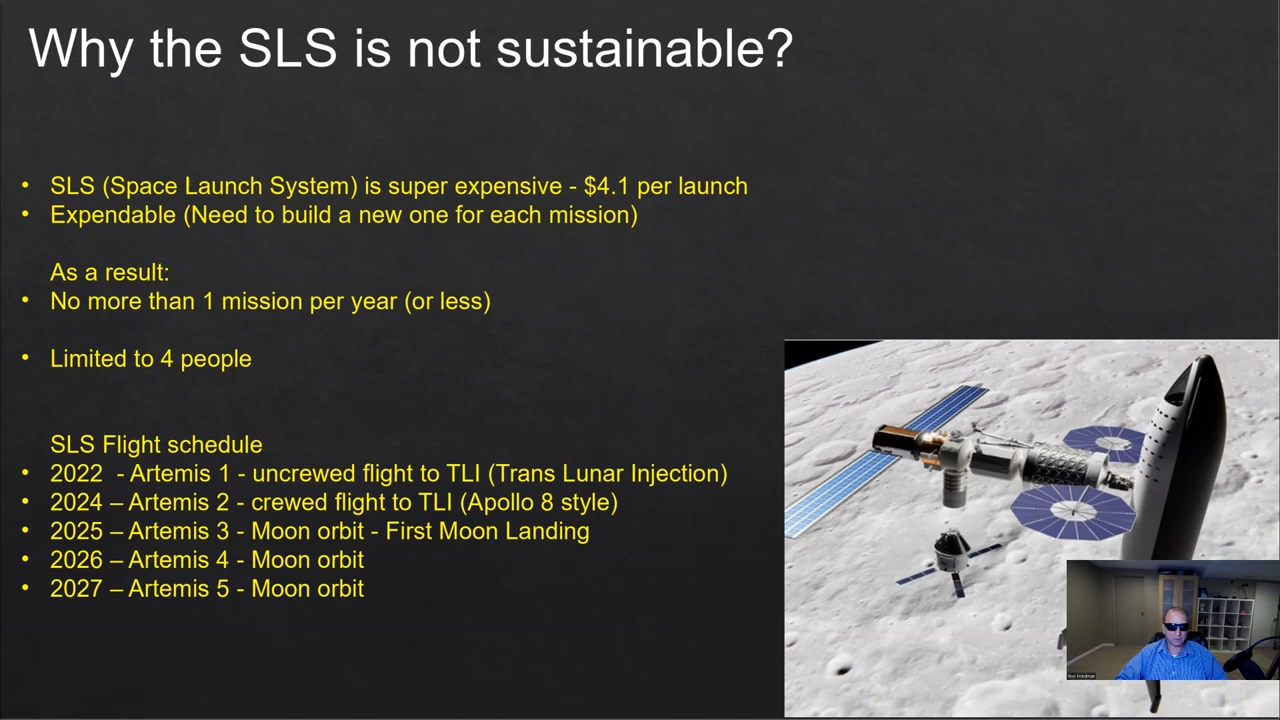 Why the SLS is not sustainable?
• SLS (Space Launch System) is super expensive - $4.1 per launch
• Expendable (Need to build a new one for each mission)
As a result:
• No more than 1 mission per year (or less)
• Limited to 4 people
SLS Flight schedule
• 2022  - Artemis 1 - uncrewed flight to TLI (Trans Lunar Injection)
• 2024 – Artemis 2 - crewed flight to TLI (Apollo 8 style)
• 2025 – Artemis 3 - Moon orbit - First Moon Landing
• 2026 – Artemis 4 - Moon orbit
• 2027 – Artemis 5 - Moon orbit
Ron Friedman